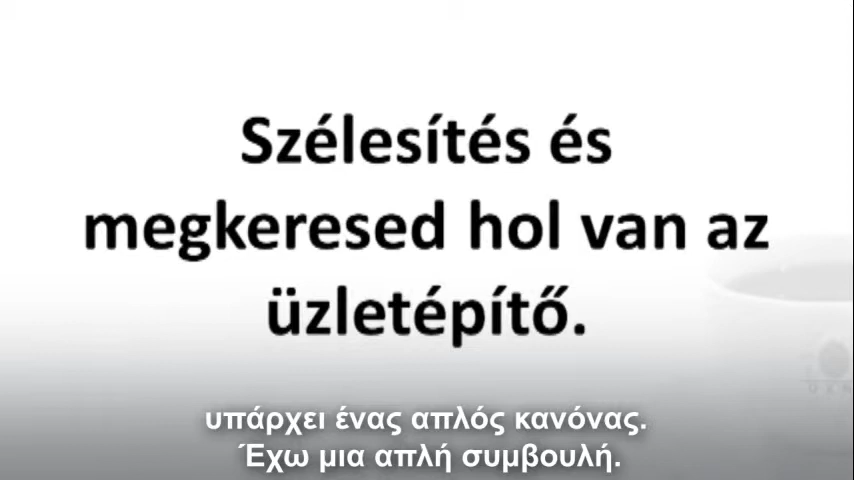 Szélesítés és
megkeresed hol van az
üzletépítő.
υπάρχει ένας απλός κανόνας.
Έχω μια απλή συμβουλή.